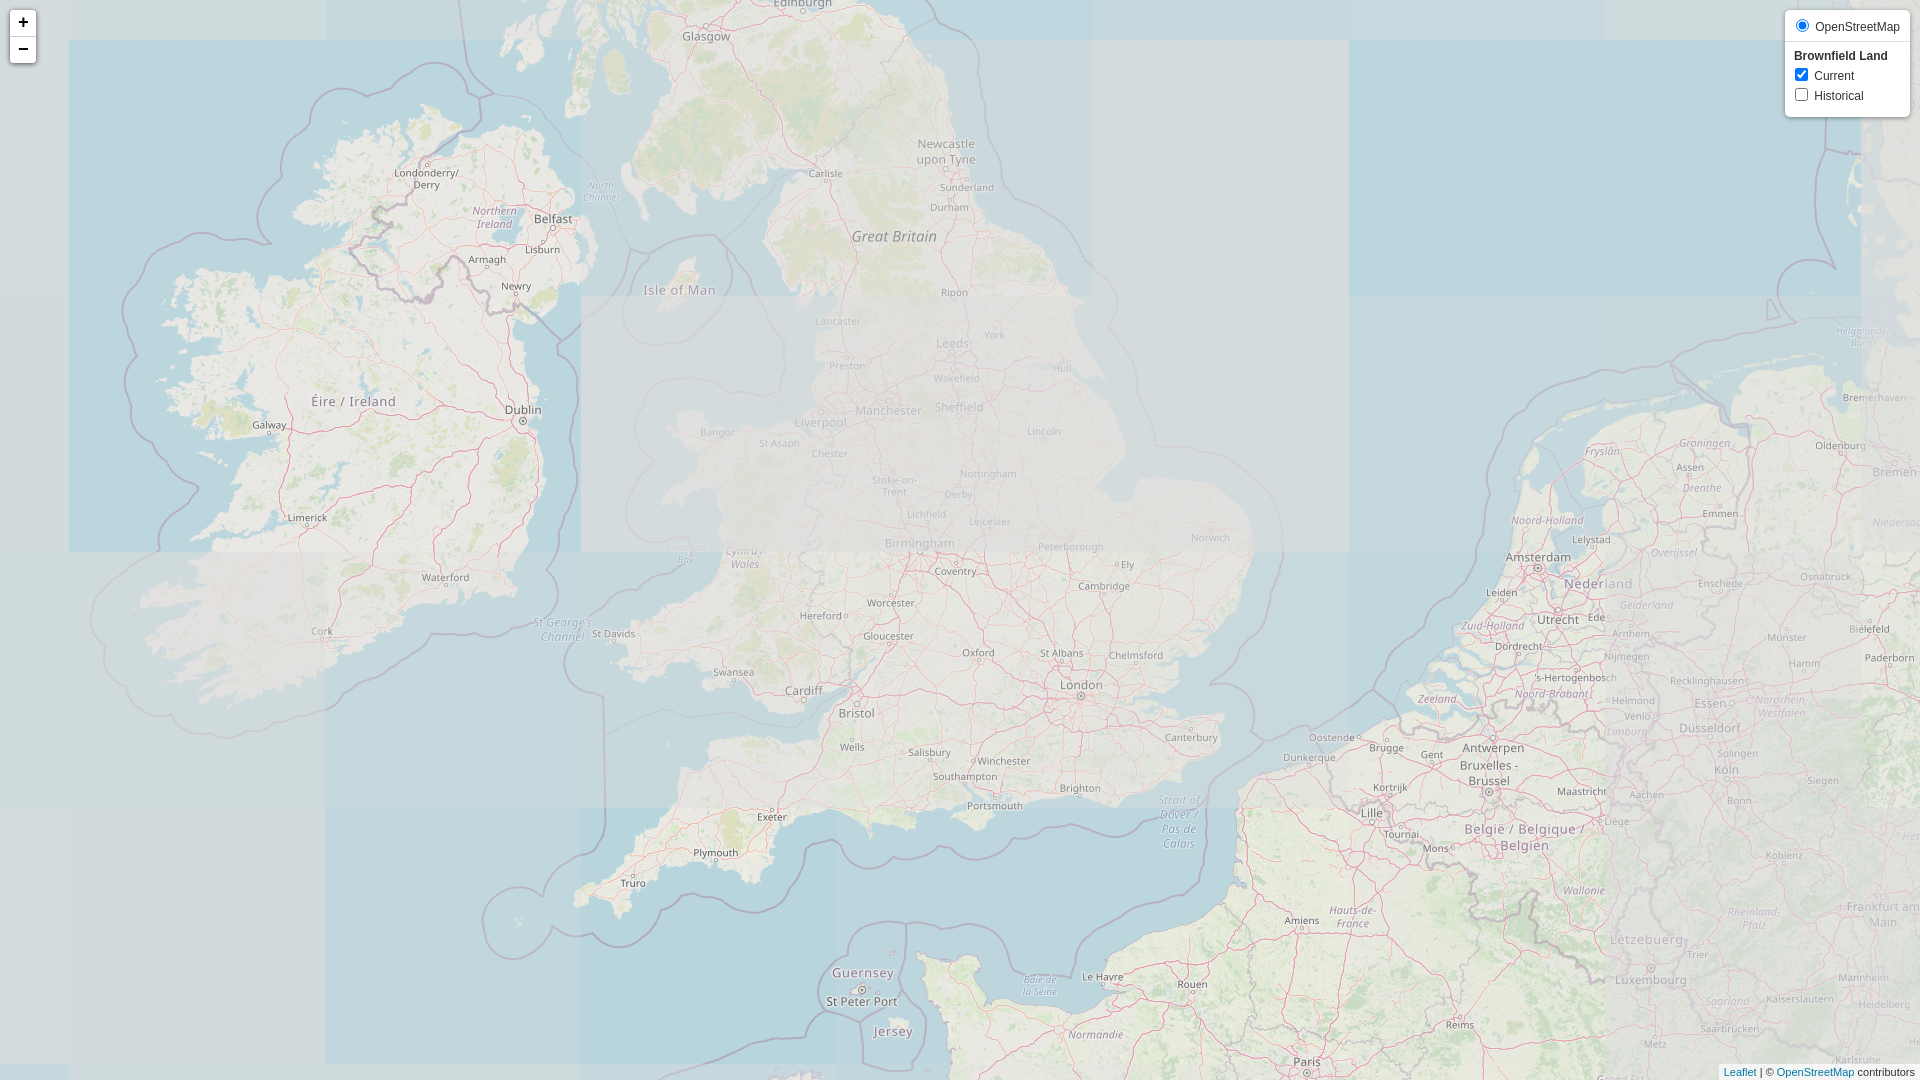 +
−
OpenStreetMap
Brownfield Land
Current
Historical
Edinburgh
Glasgow
Londonderry/
Derry
Northern
Ireland
Belfast
Lisburn
Armagh
Newry
North
Channel
Newcastle
upon Tyne
Carlisle
Sunderland
Durham
Great Britain
Isle of Man
Ripon
Lancaster
York
Leeds
Preston
Hull
Wakefield
Manchester
Sheffield
Liverpool
Bangor
St Asaph
Chester
Lincoln
Stoke-on-
Trent
Nottingham
Derby
Lichfield
Leicester
Birmingham
Peterborough
Norwich
Éire / Ireland
Dublin
Galway
Limerick
Waterford
Cork
St George's
Channel
Cardigan
Bay
Cymru /
Wales
Coventry
Ely
Cambridge
Worcester
Hereford
Gloucester
St Davids
Oxford
St Albans
Chelmsford
Swansea
London
Cardiff
Bristol
Canterbury
Wells
Salisbury
Winchester
Southampton
Brighton
Portsmouth
Exeter
Plymouth
Truro
Strait of
Dover /
Pas de
Calais
Helgoländer
Bucht
Bremerhaven
Groningen
Oldenburg
Fryslân
Assen
Bremen
Drenthe
Emmen
Noord-Holland
Lelystad
Overijssel
Amsterdam
Nederland
Enschede
Osnabrück
Leiden
Gelderland
Utrecht
Ede
Zuid-Holland
Arnhem
Münster
Bielefeld
Dordrecht
Nijmegen
Hamm
Paderborn
's-Hertogenbosch
Recklinghausen
Zeeland
Noord-Brabant
Helmond
Essen
Nordrhein-
Westfalen
Venlo
Limburg
Düsseldorf
Oostende
Brugge
Antwerpen
Dunkerque
Gent
Solingen
Bruxelles -
Brussel
Köln
Siegen
Kortrijk
Maastricht
Aachen
Bonn
Lille
Liège
Tournai
België / Belgique /
Belgien
Mons
Koblenz
Wallonie
Hauts-de-
France
Amiens
Rheinland-
Pfalz
Frankfurt am
Main
Lëtzebuerg
Trier
Luxembourg
Mannheim
Guernsey
St Peter Port
Baie de
la Seine
Le Havre
Rouen
Jersey
Normandie
Reims
Saarland
Kaiserslautern
Heidelberg
Saarbrücken
Metz
Paris
Karlsruhe
Leaflet | © OpenStreetMap contributors